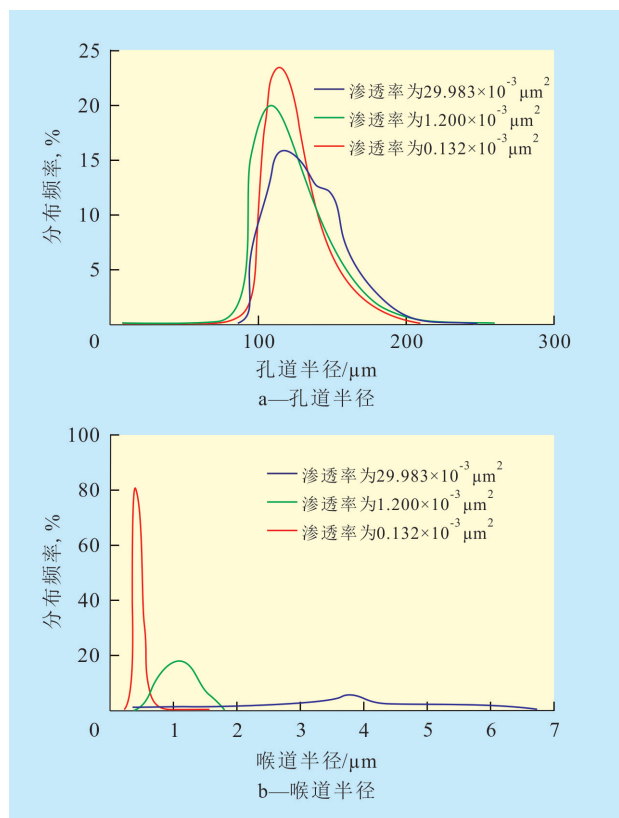 25
20
15
10
5
0
100
200
300
分布频率, %
渗透率为29.983×10⁻³μm²
渗透率为1.200×10⁻³μm²
渗透率为0.132×10⁻³μm²
孔道半径/μm
a—孔道半径
100
80
60
40
20
0
1
2
3
4
5
6
7
分布频率, %
渗透率为29.983×10⁻³μm²
渗透率为1.200×10⁻³μm²
渗透率为0.132×10⁻³μm²
喉道半径/μm
b—喉道半径